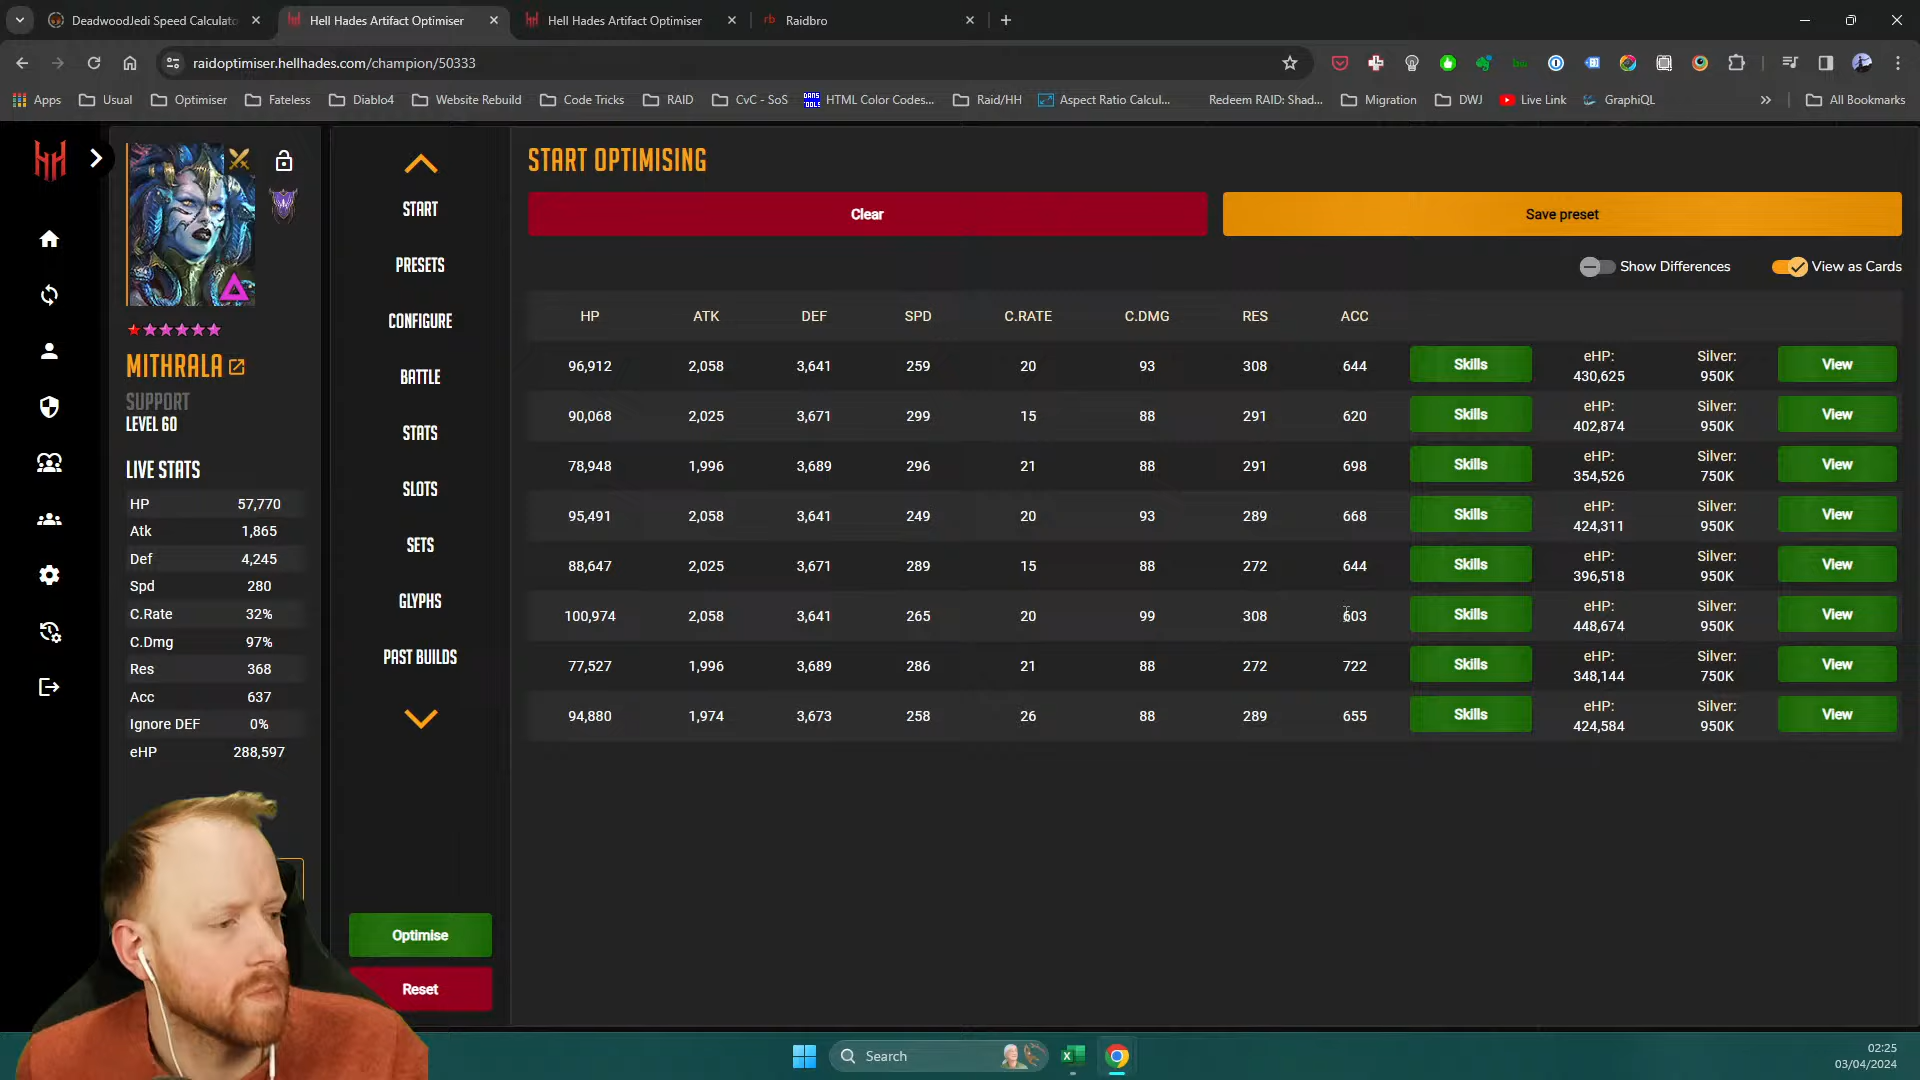 DeadwoodJedi Speed Calculato
Hell Hades Artifact Optimiser
Hell Hades Artifact Optimiser
Raidbro
raidoptimiser.hellhades.com/champion/50333
Apps
Usual
Optimiser
Fateless
Diablo4
Website Rebuild
Code Tricks
RAID
CvC - SoS
HTML Color Codes...
Raid/HH
Aspect Ratio Calcul...
Redeem RAID: Shad...
Migration
DWJ
Live Link
GraphiQL
All Bookmarks
MITHRALA
SUPPORT
LEVEL 60
LIVE STATS
HP 57,770
Atk 1,865
Def 4,245
Spd 280
C.Rate 32%
C.Dmg 97%
Res 368
Acc 637
Ignore DEF 0%
eHP 288,597
START
PRESETS
CONFIGURE
BATTLE
STATS
SLOTS
SETS
GLYPHS
PAST BUILDS
Optimise
Reset
START OPTIMISING
Clear
Save preset
Show Differences
View as Cards
HP ATK DEF SPD C.RATE C.DMG RES ACC
96,912 2,058 3,641 259 20 93 308 644 Skills eHP: 430,625 Silver: 950K View
90,068 2,025 3,671 299 15 88 291 620 Skills eHP: 402,874 Silver: 950K View
78,948 1,996 3,689 296 21 88 291 698 Skills eHP: 354,526 Silver: 750K View
95,491 2,058 3,641 249 20 93 289 668 Skills eHP: 424,311 Silver: 950K View
88,647 2,025 3,671 289 15 88 272 644 Skills eHP: 396,518 Silver: 950K View
100,974 2,058 3,641 265 20 99 308 603 Skills eHP: 448,674 Silver: 950K View
77,527 1,996 3,689 286 21 88 272 722 Skills eHP: 348,144 Silver: 750K View
94,880 1,974 3,673 258 26 88 289 655 Skills eHP: 424,584 Silver: 950K View
Search
02:25
03/04/2024